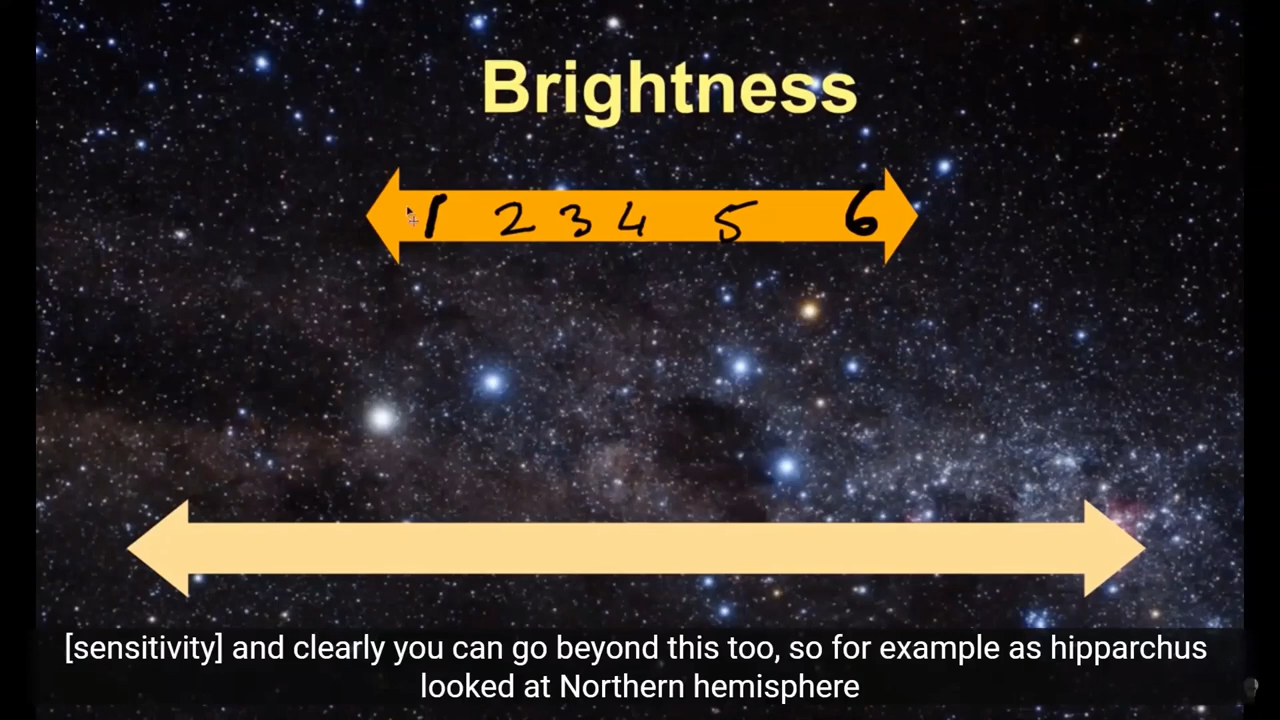 Brightness
1 2 3 4 5 6
[sensitivity] and clearly you can go beyond this too, so for example as hipparchus
looked at Northern hemisphere